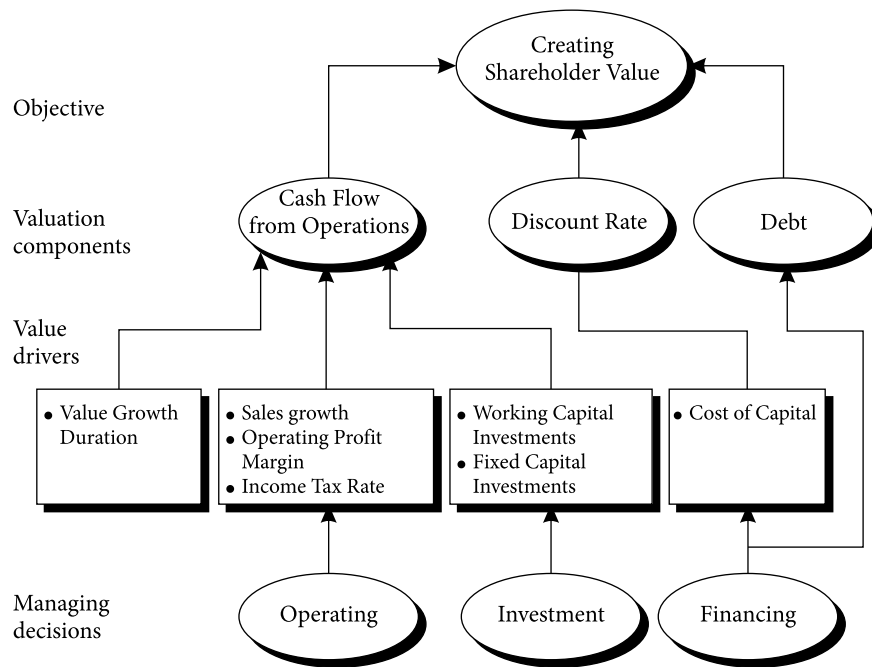 Creating
Shareholder Value
Objective
Valuation
components
Cash Flow
from Operations
Discount Rate
Debt
Value
drivers
• Value Growth
Duration
• Sales growth
• Operating Profit
Margin
• Income Tax Rate
• Working Capital
Investments
• Fixed Capital
Investments
• Cost of Capital
Managing
decisions
Operating
Investment
Financing